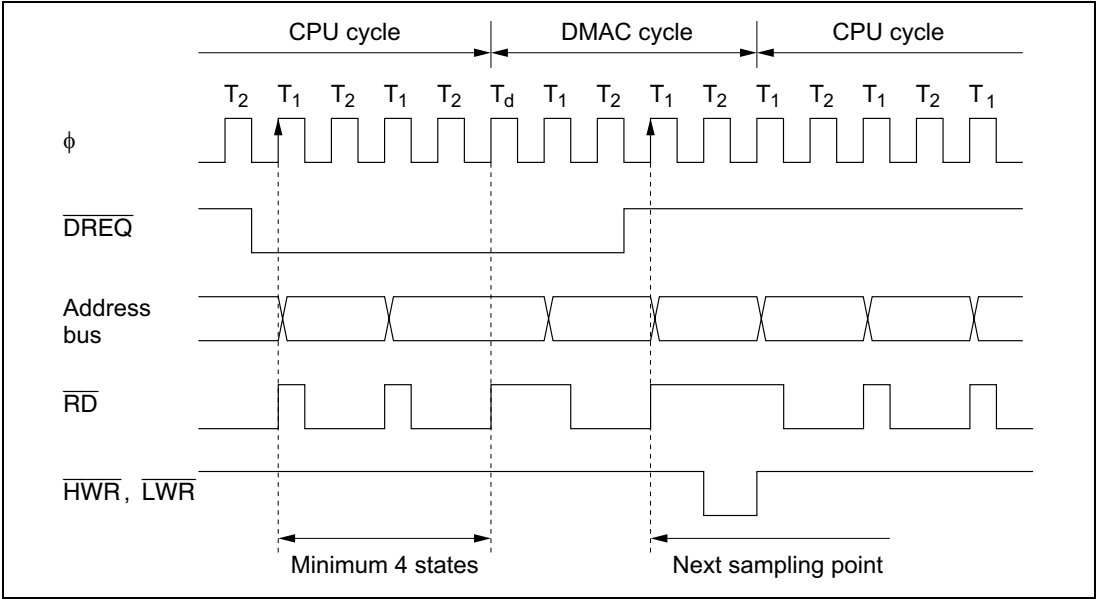 CPU cycle DMAC cycle CPU cycle
T2 T1 T2 T1 T2 Td T1 T2 T1 T2 T1 T2 T1 T2 T1
ϕ
DREQ
Address
bus
RD
HWR, LWR
Minimum 4 states Next sampling point